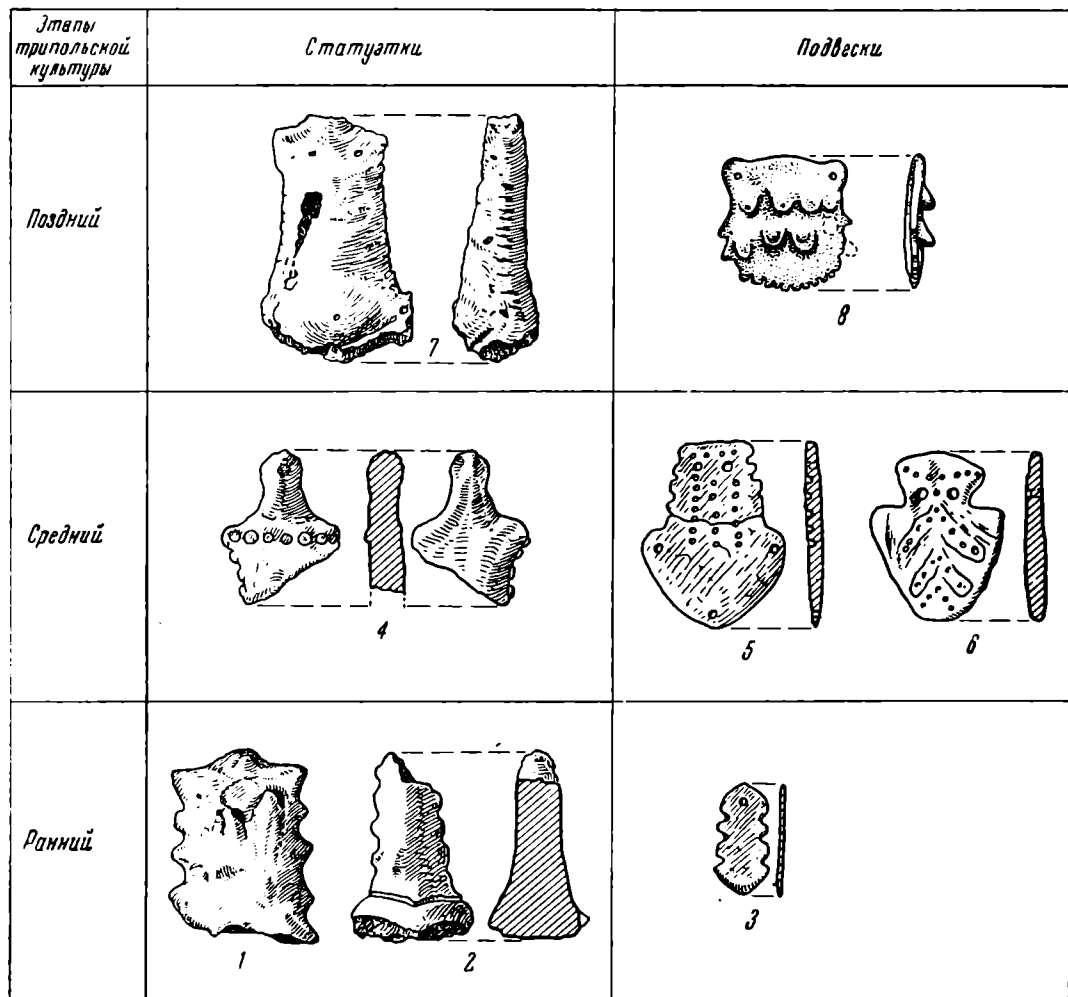 Этапы
трипольской
культуры
Статуэтки
Подвески
Поздний
7
8
Средний
4
5
6
Ранний
1
2
3